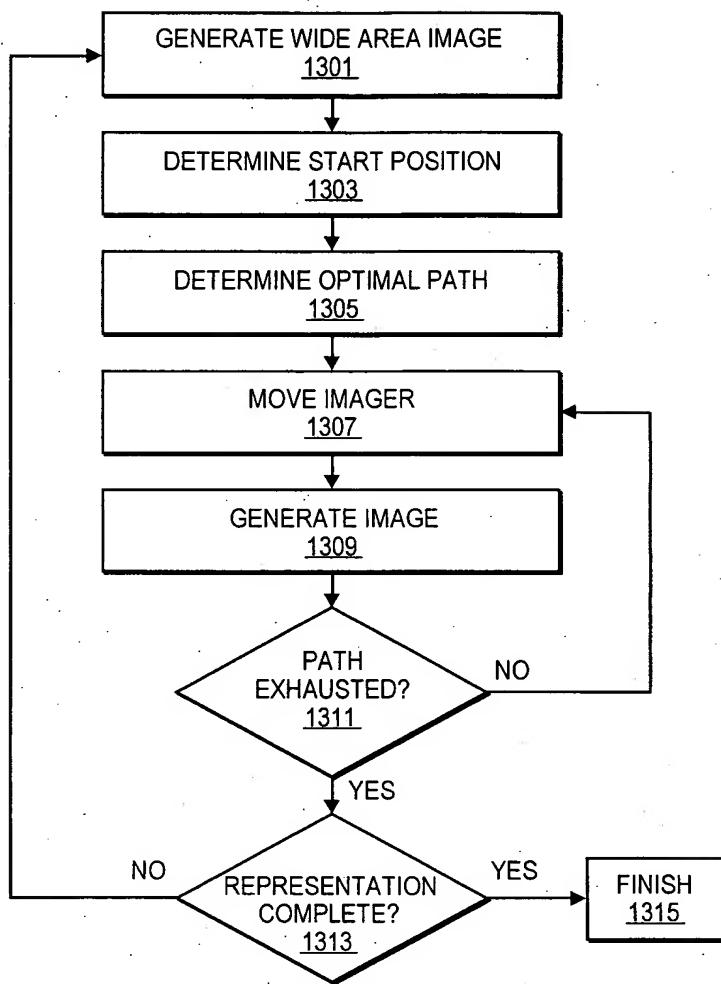 GENERATE WIDE AREA IMAGE
1301
DETERMINE START POSITION
1303
DETERMINE OPTIMAL PATH
1305
MOVE IMAGER
1307
GENERATE IMAGE
1309
PATH
EXHAUSTED?
1311
NO
YES
NO
REPRESENTATION
COMPLETE?
1313
YES
FINISH
1315